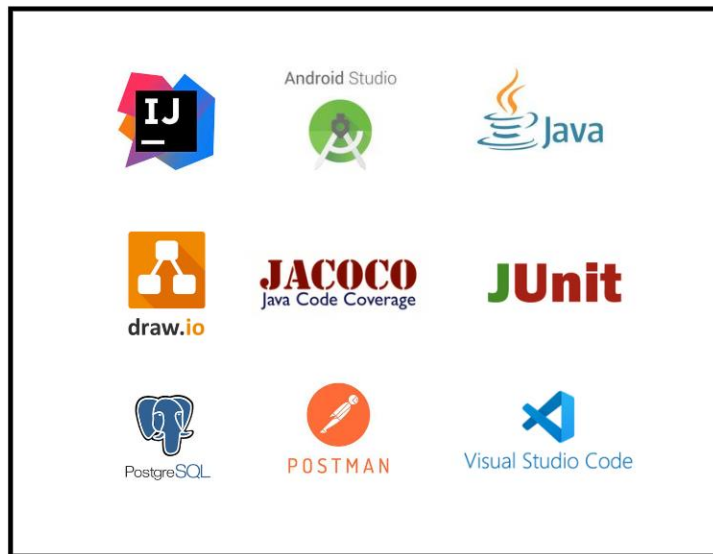 IJ
Android Studio
Java
draw.io
JACOCO
Java Code Coverage
JUnit
PostgreSQL
POSTMAN
Visual Studio Code